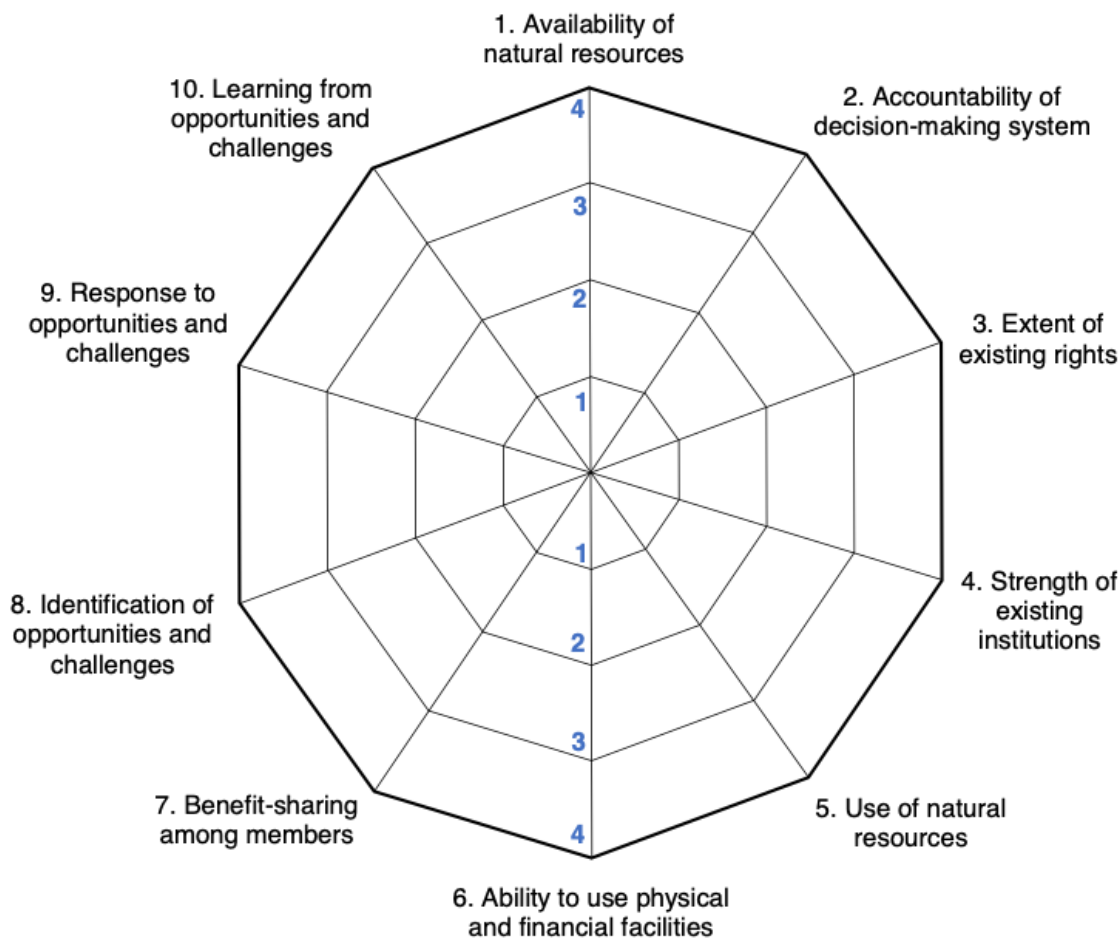 1. Availability of
natural resources
2. Accountability of
decision-making system
3. Extent of
existing rights
4. Strength of
existing
institutions
5. Use of natural
resources
6. Ability to use physical
and financial facilities
7. Benefit-sharing
among members
8. Identification of
opportunities and
challenges
9. Response to
opportunities and
challenges
10. Learning from
opportunities and
challenges
4
3
2
1
1
2
3
4